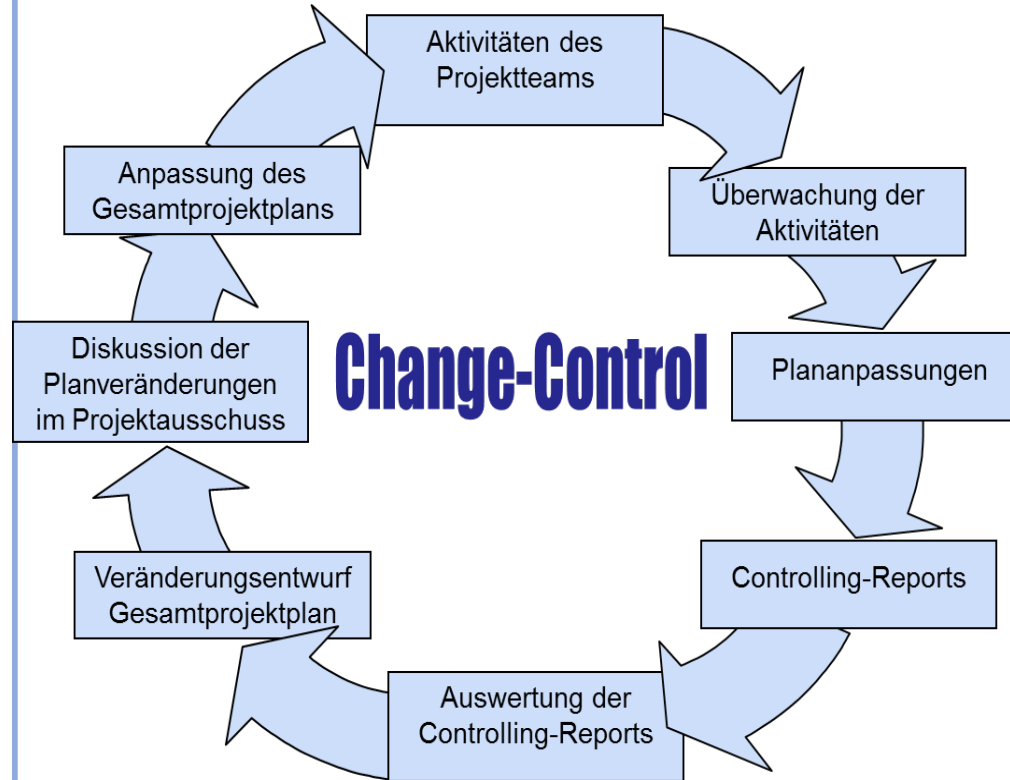 Aktivitäten des
Projektteams
Überwachung der
Aktivitäten
Plananpassungen
Controlling-Reports
Auswertung der
Controlling-Reports
Veränderungsentwurf
Gesamtprojektplan
Diskussion der
Planveränderungen
im Projektausschuss
Anpassung des
Gesamtprojektplans
Change-Control